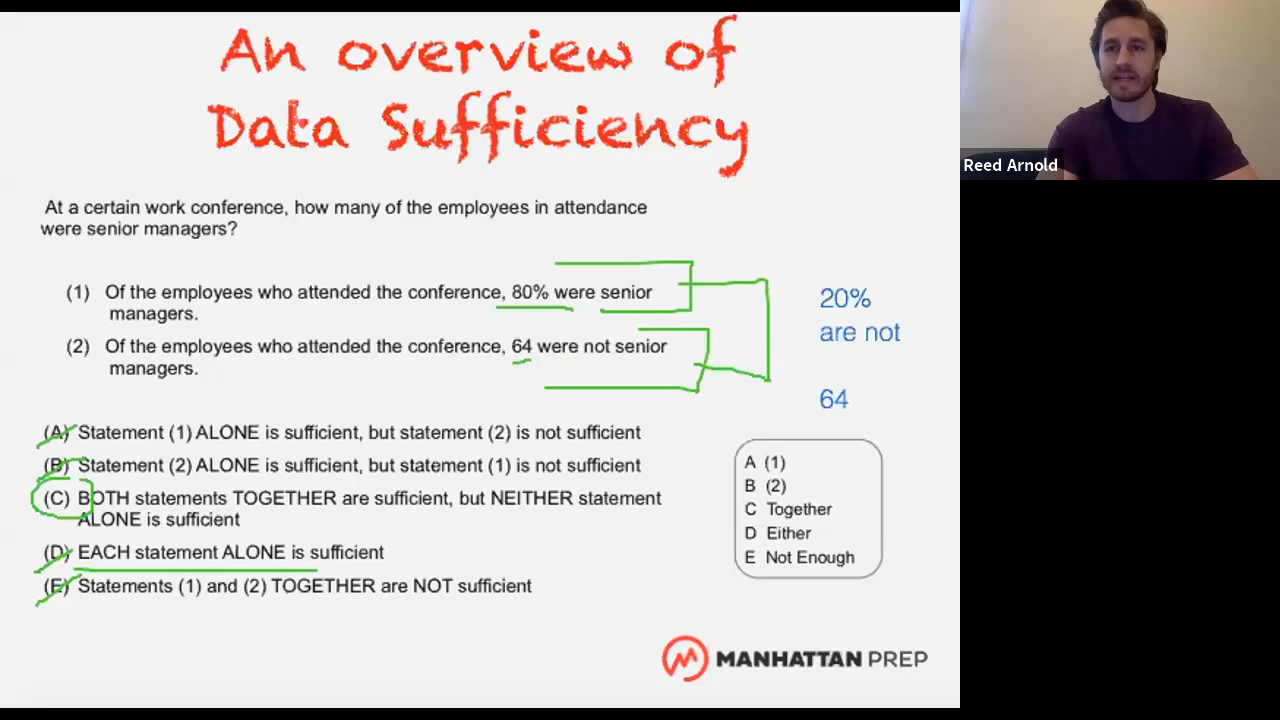 An overview of
Data Sufficiency
Reed Arnold
At a certain work conference, how many of the employees in attendance
were senior managers?
(1) Of the employees who attended the conference, 80% were senior
managers.
(2) Of the employees who attended the conference, 64 were not senior
managers.
20%
are not
64
(A) Statement (1) ALONE is sufficient, but statement (2) is not sufficient
(B) Statement (2) ALONE is sufficient, but statement (1) is not sufficient
(C) BOTH statements TOGETHER are sufficient, but NEITHER statement
ALONE is sufficient
(D) EACH statement ALONE is sufficient
(E) Statements (1) and (2) TOGETHER are NOT sufficient
A (1)
B (2)
C Together
D Either
E Not Enough
MANHATTAN PREP